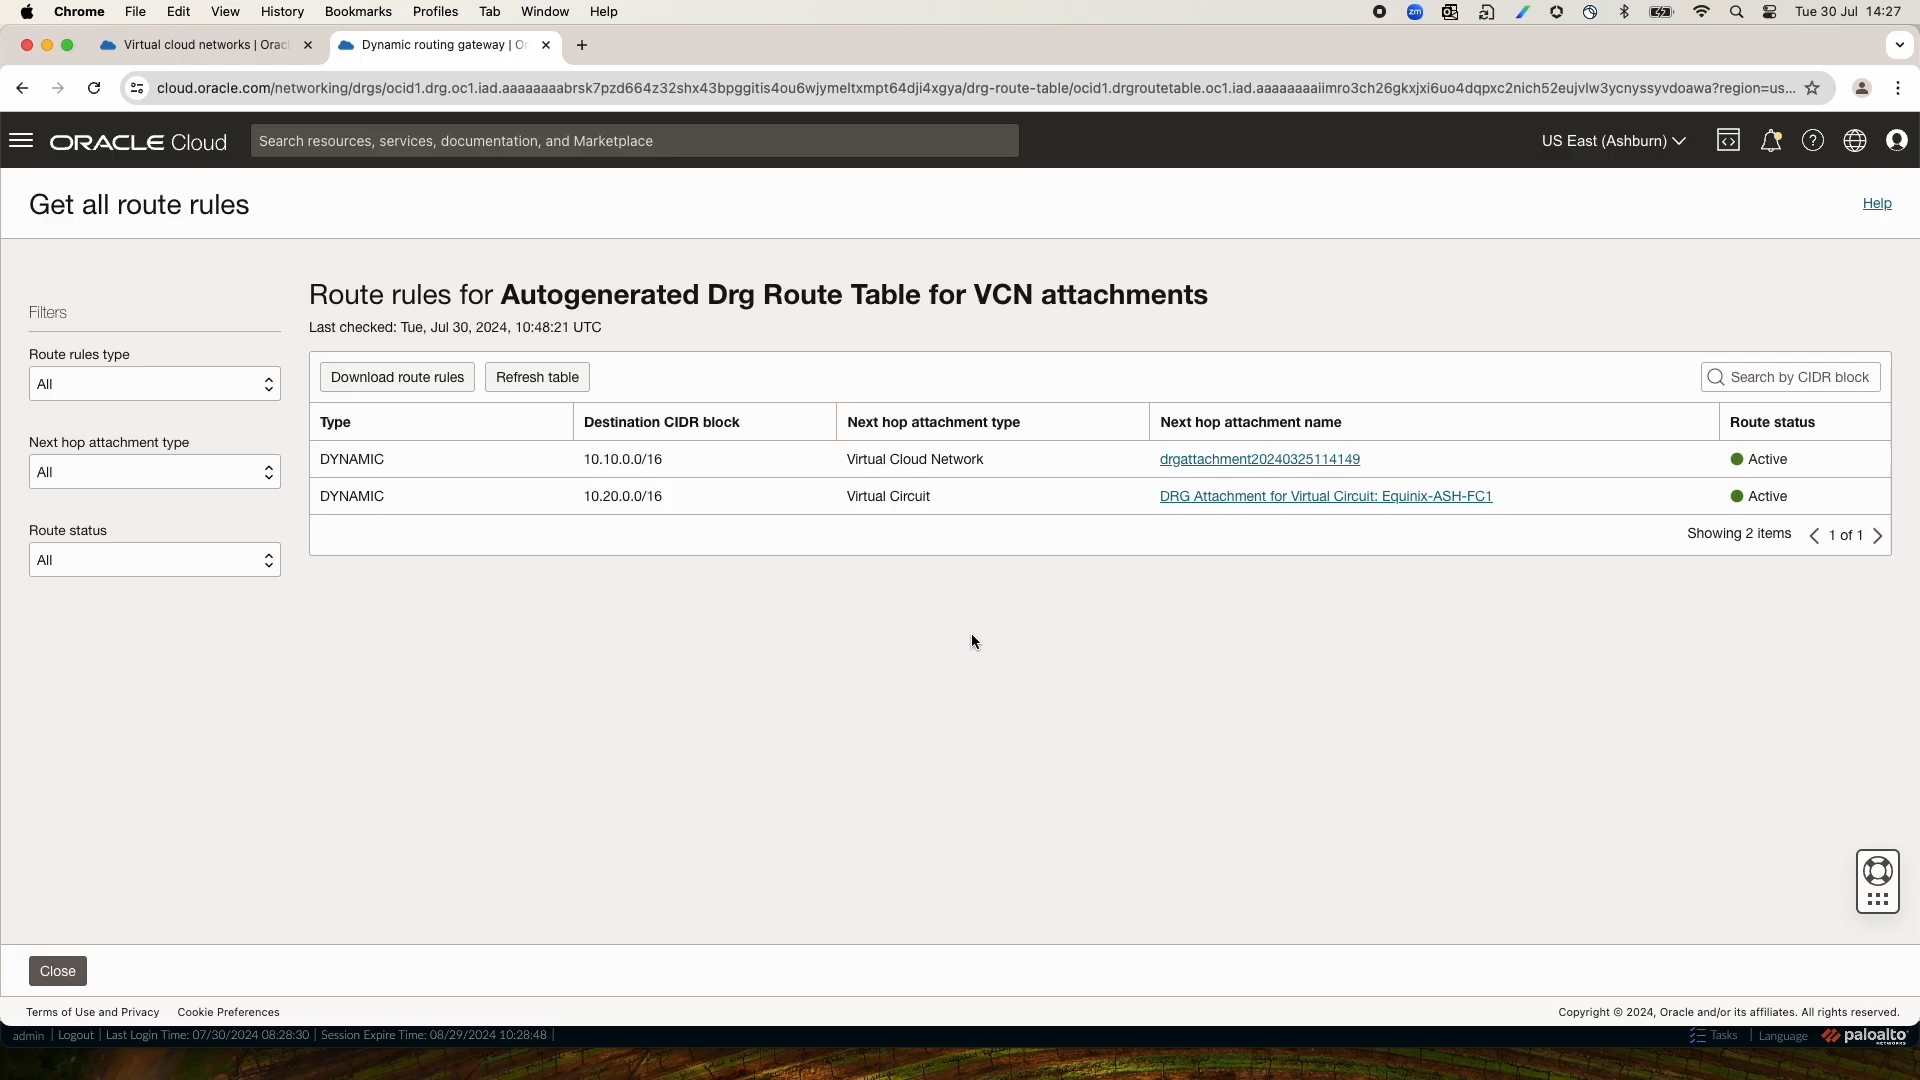 Chrome File Edit View History Bookmarks Profiles Tab Window Help zm Tue 30 Jul 14:27
Virtual cloud networks | Orac Dynamic routing gateway | Or
cloud.oracle.com/networking/drgs/ocid1.drg.oc1.iad.aaaaaaaabrsk7pzd664z32shx43bpggitis4ou6wjymeltxmpt64dji4xgya/drg-route-table/ocid1.drgroutetable.oc1.iad.aaaaaaaaiimro3ch26gkxjxi6uo4dqpxc2nich52eujvlw3ycnyssyvdoawa?region=us...
ORACLE Cloud Search resources, services, documentation, and Marketplace US East (Ashburn)
Get all route rules Help
Route rules for Autogenerated Drg Route Table for VCN attachments
Last checked: Tue, Jul 30, 2024, 10:48:21 UTC
Filters
Route rules type
All
Next hop attachment type
All
Route status
All
Download route rules Refresh table Search by CIDR block
Type Destination CIDR block Next hop attachment type Next hop attachment name Route status
DYNAMIC 10.10.0.0/16 Virtual Cloud Network drgattachment20240325114149 Active
DYNAMIC 10.20.0.0/16 Virtual Circuit DRG Attachment for Virtual Circuit: Equinix-ASH-FC1 Active
Showing 2 items 1 of 1
Close
Terms of Use and Privacy Cookie Preferences Copyright © 2024, Oracle and/or its affiliates. All rights reserved.
admin | Logout | Last Login Time: 07/30/2024 08:28:30 | Session Expire Time: 08/29/2024 10:28:48 | Tasks | Language paloalto NETWORKS